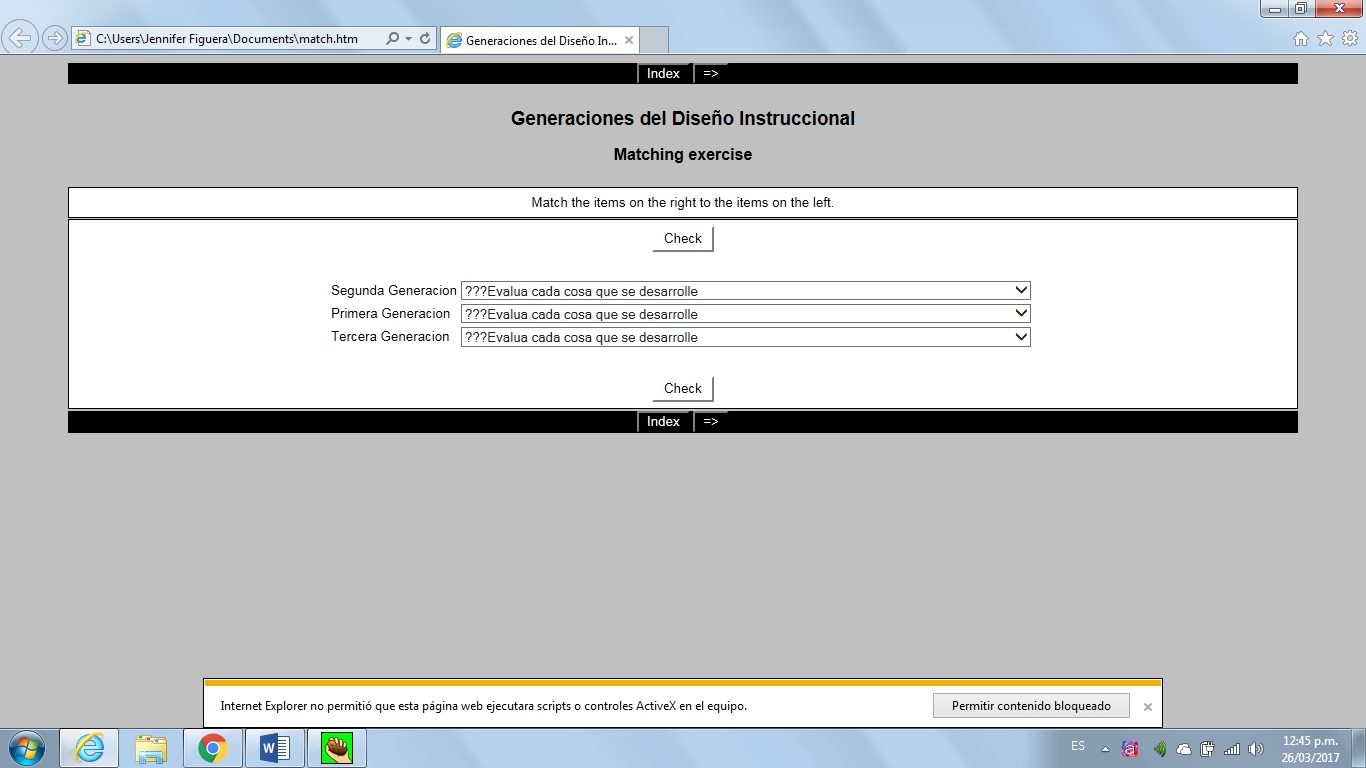 C:\Users\Jennifer Figuera\Documents\match.htm
Generaciones del Diseño In...
Index =>
Generaciones del Diseño Instruccional
Matching exercise
Match the items on the right to the items on the left.
Check
Segunda Generacion ???Evalua cada cosa que se desarrolle
Primera Generacion ???Evalua cada cosa que se desarrolle
Tercera Generacion ???Evalua cada cosa que se desarrolle
Check
Index =>
Internet Explorer no permitió que esta página web ejecutara scripts o controles ActiveX en el equipo.
Permitir contenido bloqueado
ES
12:45 p.m.
26/03/2017